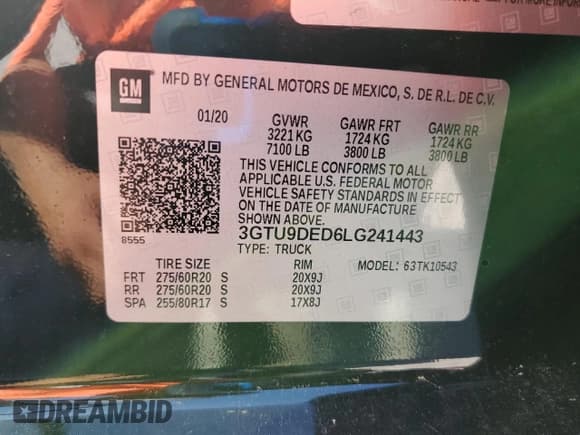 FOR MORE INFOR
GM
MFD BY GENERAL MOTORS DE MEXICO, S. DE R.L. DE C.V.
01/20 GVWR GAWR FRT GAWR RR
3221 KG 1724 KG 1724 KG
7100 LB 3800 LB 3800 LB
THIS VEHICLE CONFORMS TO ALL
APPLICABLE U.S. FEDERAL MOTOR
VEHICLE SAFETY STANDARDS IN EFFECT
ON THE DATE OF MANUFACTURE
SHOWN ABOVE.
8555 3GTU9DED6LG241443
TYPE: TRUCK
TIRE SIZE RIM MODEL: 63TK10543
FRT 275/60R20 S 20X9J
RR 275/60R20 S 20X9J
SPA 255/80R17 S 17X8J
DREAMBID